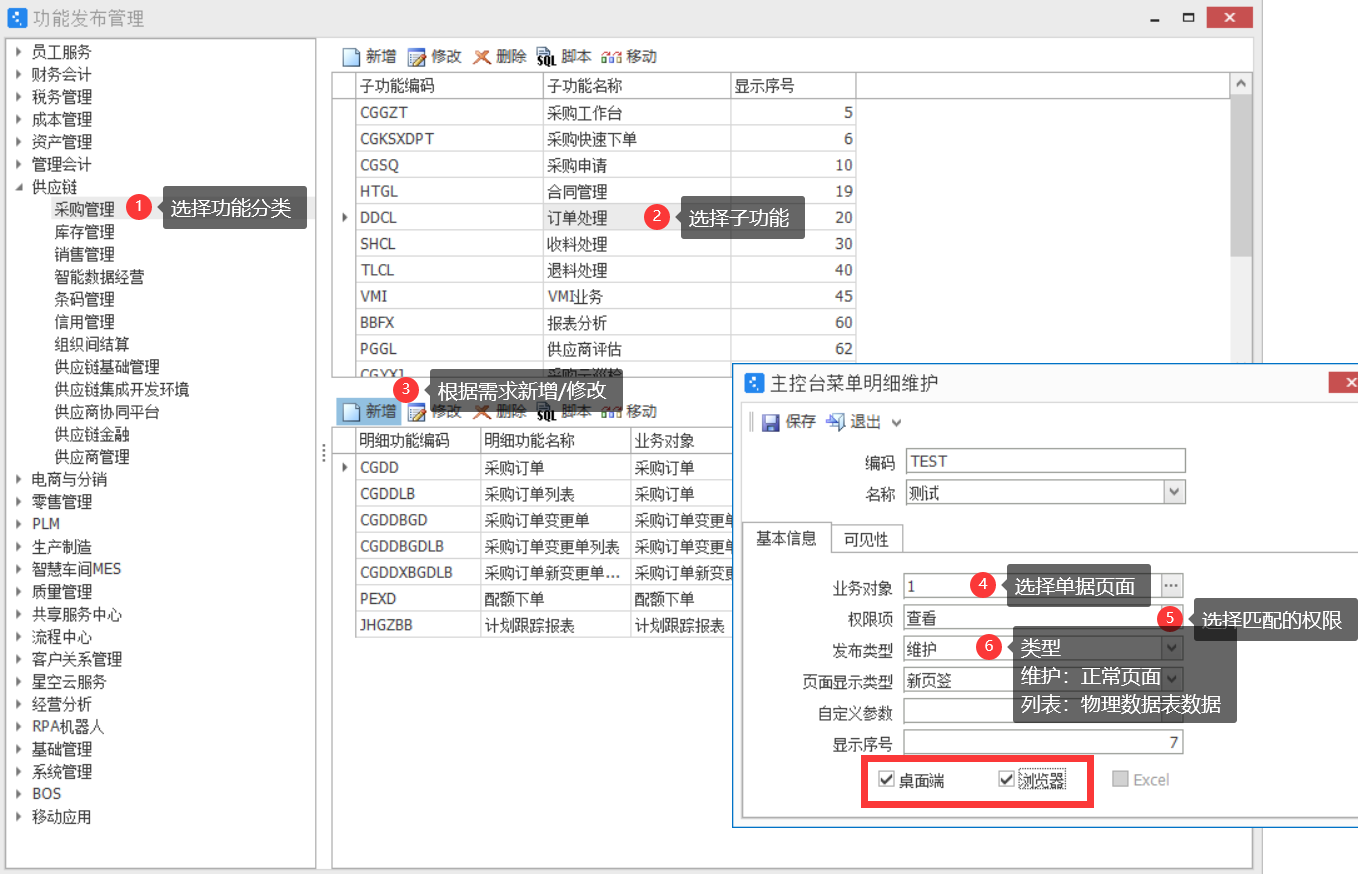 功能发布管理
员工服务
财务会计
税务管理
成本管理
资产管理
管理会计
供应链
采购管理
1 选择功能分类
库存管理
销售管理
智能数据经营
条码管理
信用管理
组织间结算
供应链基础管理
供应链集成开发环境
供应商协同平台
供应链金融
供应商管理
电商与分销
零售管理
PLM
生产制造
智慧车间MES
质量管理
共享服务中心
流程中心
客户关系管理
星空云服务
经营分析
RPA机器人
基础管理
系统管理
BOS
移动应用
新增 修改 删除 SQL 脚本 移动
子功能编码 子功能名称 显示序号
CGGZT 采购工作台 5
CGKSXDPT 采购快速下单 6
CGSQ 采购申请 10
HTGL 合同管理 19
DDCL 订单处理 20
2 选择子功能
SHCL 收料处理 30
TLCL 退料处理 40
VMI VMI业务 45
BBFX 报表分析 60
PGGL 供应商评估 62
3 根据需求新增/修改
新增 修改 删除 SQL 脚本 移动
明细功能编码 明细功能名称 业务对象
CGDD 采购订单 采购订单
CGDDLB 采购订单列表 采购订单
CGDDBGD 采购订单变更单 采购订单变更单
CGDDBGDLB 采购订单变更单列表 采购订单变更单
CGDDXBGDLB 采购订单新变更单... 采购订单新变更
PEXD 配额下单 配额下单
JHGZBB 计划跟踪报表 计划跟踪报表
主控台菜单明细维护
保存 退出
编码 TEST
名称 测试
基本信息 可见性
业务对象 1 ...
4 选择单据页面
权限项 查看
5 选择匹配的权限
发布类型 维护
6 类型
维护：正常页面
列表：物理数据表数据
页面显示类型 新页签
自定义参数
显示序号 7
桌面端 浏览器 Excel